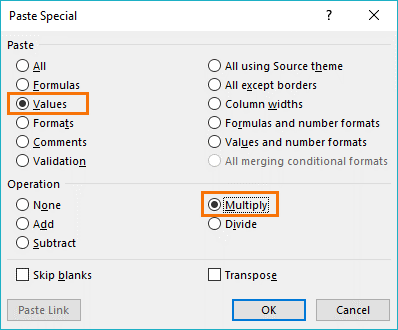 Paste Special
?
Paste
All
All using Source theme
Formulas
All except borders
Values
Column widths
Formats
Formulas and number formats
Comments
Values and number formats
Validation
All merging conditional formats
Operation
None
Multiply
Add
Divide
Subtract
Skip blanks
Transpose
Paste Link
OK
Cancel